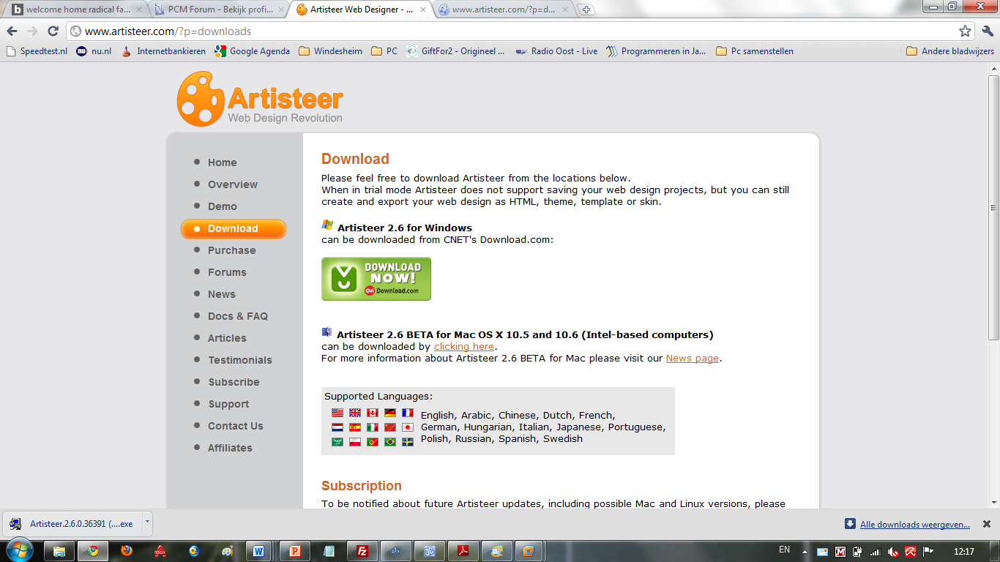 welcome home radical fa...
PCM Forum - Bekijk profi...
Artisteer Web Designer - ...
www.artisteer.com/?p=d...
www.artisteer.com/?p=downloads
Speedtest.nl
nu.nl
Internetbankieren
Google Agenda
Windesheim
PC
GiftFor2 - Origineel ...
Radio Oost - Live
Programmeren in Ja...
Pc samenstellen
Andere bladwijzers
Artisteer
Web Design Revolution
Home
Overview
Demo
Download
Purchase
Forums
News
Docs & FAQ
Articles
Testimonials
Subscribe
Support
Contact Us
Affiliates
Download
Please feel free to download Artisteer from the locations below.
When in trial mode Artisteer does not support saving your web design projects, but you can still
create and export your web design as HTML, theme, template or skin.
Artisteer 2.6 for Windows
can be downloaded from CNET's Download.com:
DOWNLOAD
NOW!
c|net Download.com
Artisteer 2.6 BETA for Mac OS X 10.5 and 10.6 (Intel-based computers)
can be downloaded by clicking here.
For more information about Artisteer 2.6 BETA for Mac please visit our News page.
Supported Languages:
English, Arabic, Chinese, Dutch, French,
German, Hungarian, Italian, Japanese, Portuguese,
Polish, Russian, Spanish, Swedish
Subscription
To be notified about future Artisteer updates, including possible Mac and Linux versions, please
Artisteer.2.6.0.36391 (....exe
Alle downloads weergeven...
EN
12:17